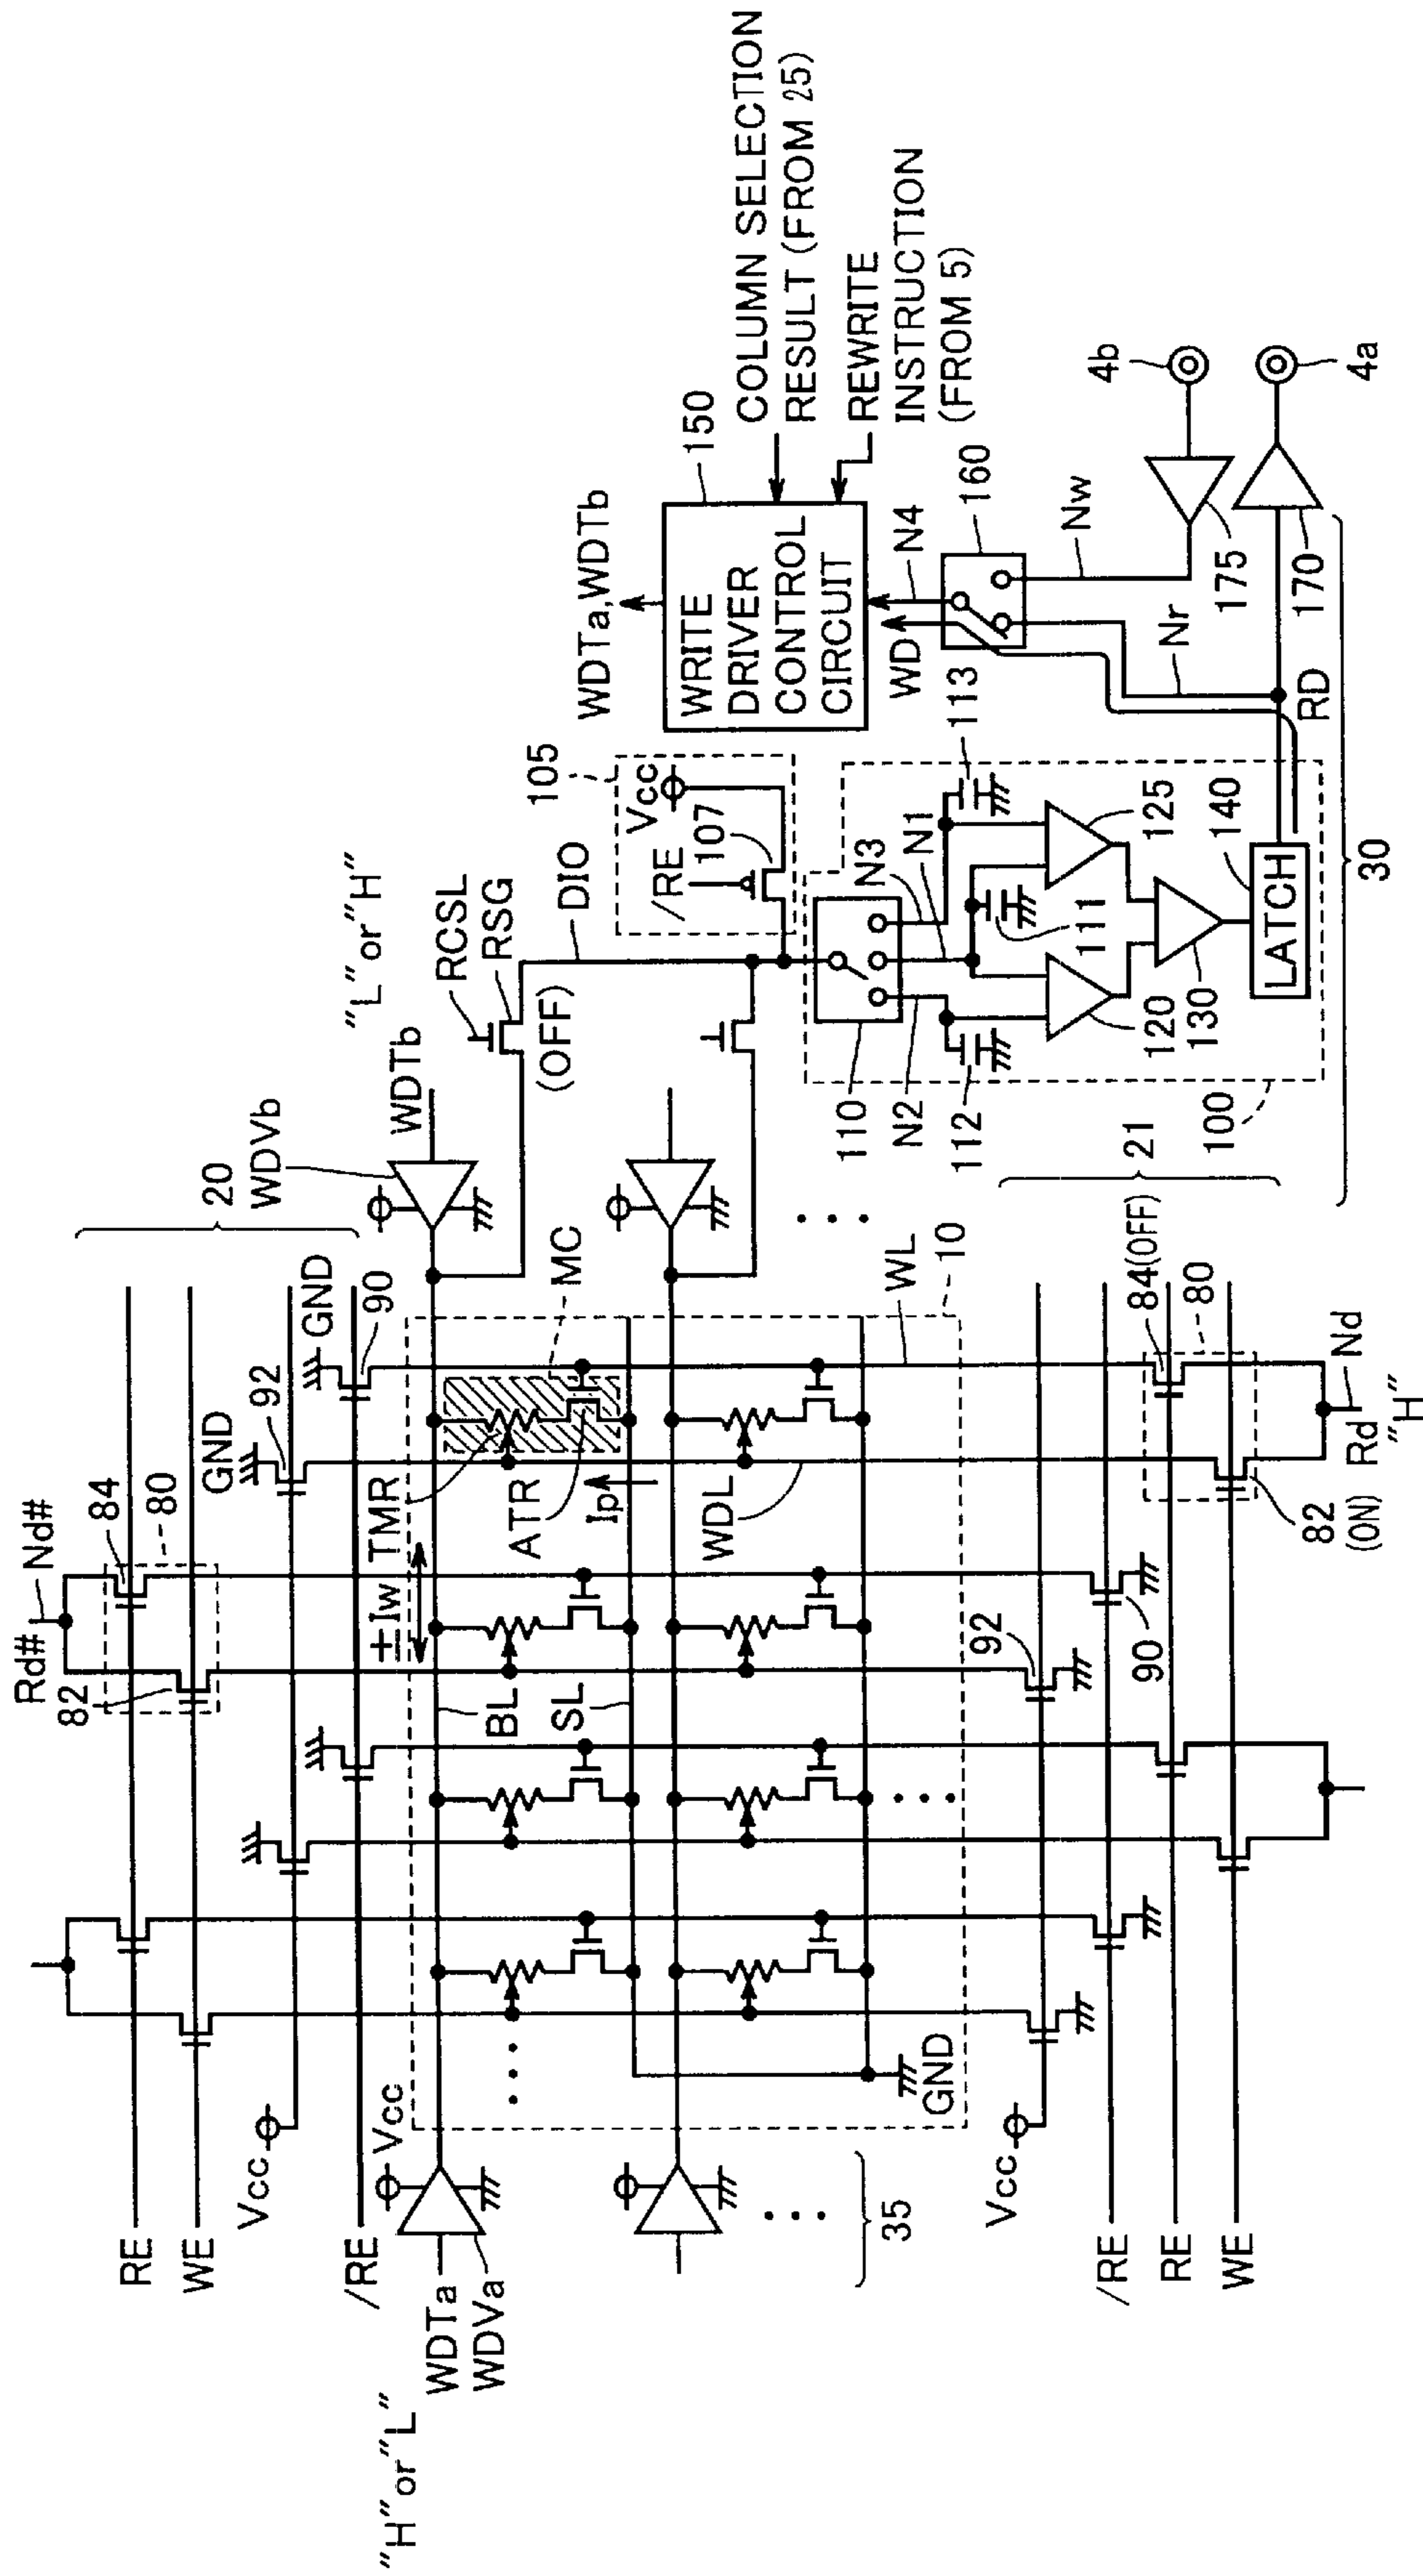 "L" or "H"
WDTb
RCSL
RSG
(OFF)
DIO
20
WDVb
105
Vcc
/RE
107
WDTa,WDTb
150
WRITE
DRIVER
CONTROL
CIRCUIT
COLUMN SELECTION
RESULT (FROM 25)
REWRITE
INSTRUCTION
(FROM 5)
WD
N4
160
Nw
Nr
4b
4a
175
170
RD
113
N3
N1
110
N2
112
111
125
120
130
140
LATCH
100
30
21
GND
90
92
GND
MC
TMR
ATR
Ip
WDL
WL
10
84(OFF)
80
Nd
Rd
"H"
82
(ON)
Rd#
Nd#
84
80
82
±Iw
BL
SL
92
90
RE
WE
Vcc
/RE
Vcc
WDTa
WDVa
"H" or "L"
GND
35
Vcc
/RE
RE
WE